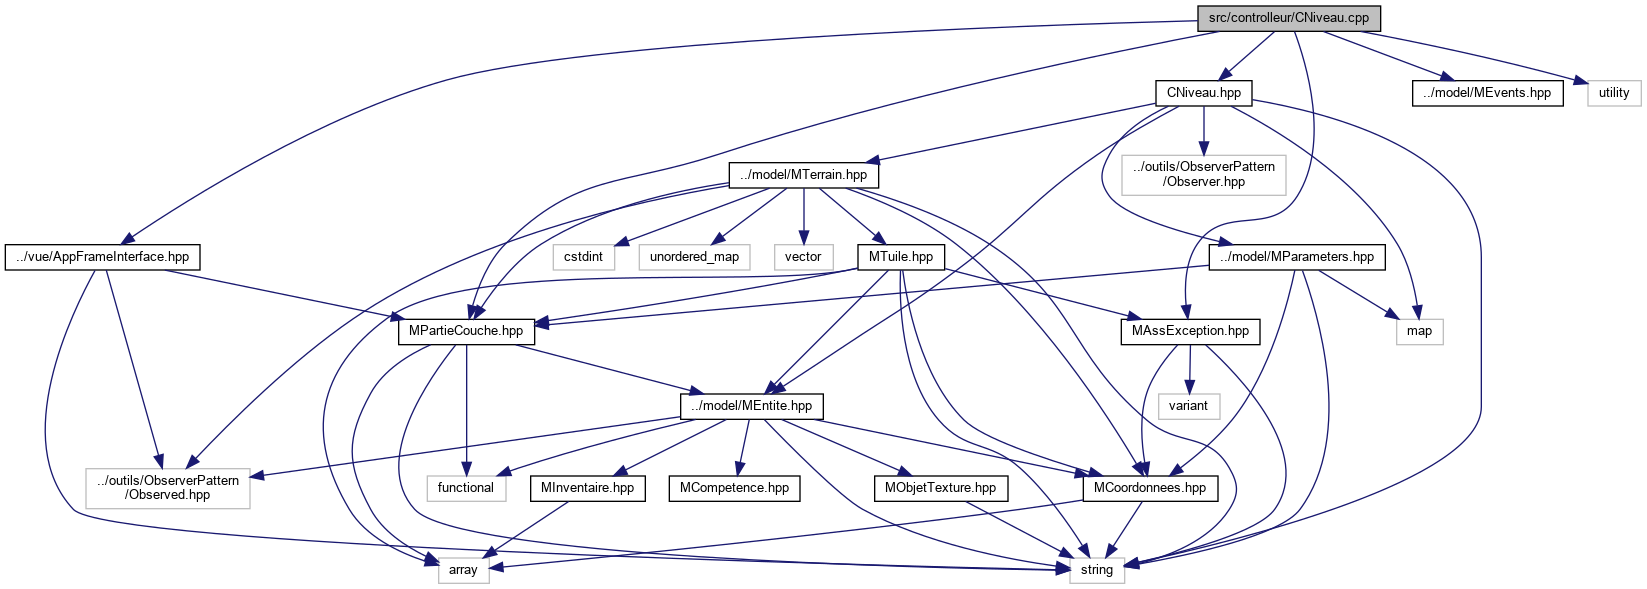 src/controlleur/CNiveau.cpp
CNiveau.hpp
../model/MEvents.hpp
utility
../model/MTerrain.hpp
../outils/ObserverPattern
/Observer.hpp
../vue/AppFrameInterface.hpp
cstdint
unordered_map
vector
MTuile.hpp
../model/MParameters.hpp
MPartieCouche.hpp
MAssException.hpp
map
../model/MEntite.hpp
variant
../outils/ObserverPattern
/Observed.hpp
functional
MInventaire.hpp
MCompetence.hpp
MObjetTexture.hpp
MCoordonnees.hpp
array
string